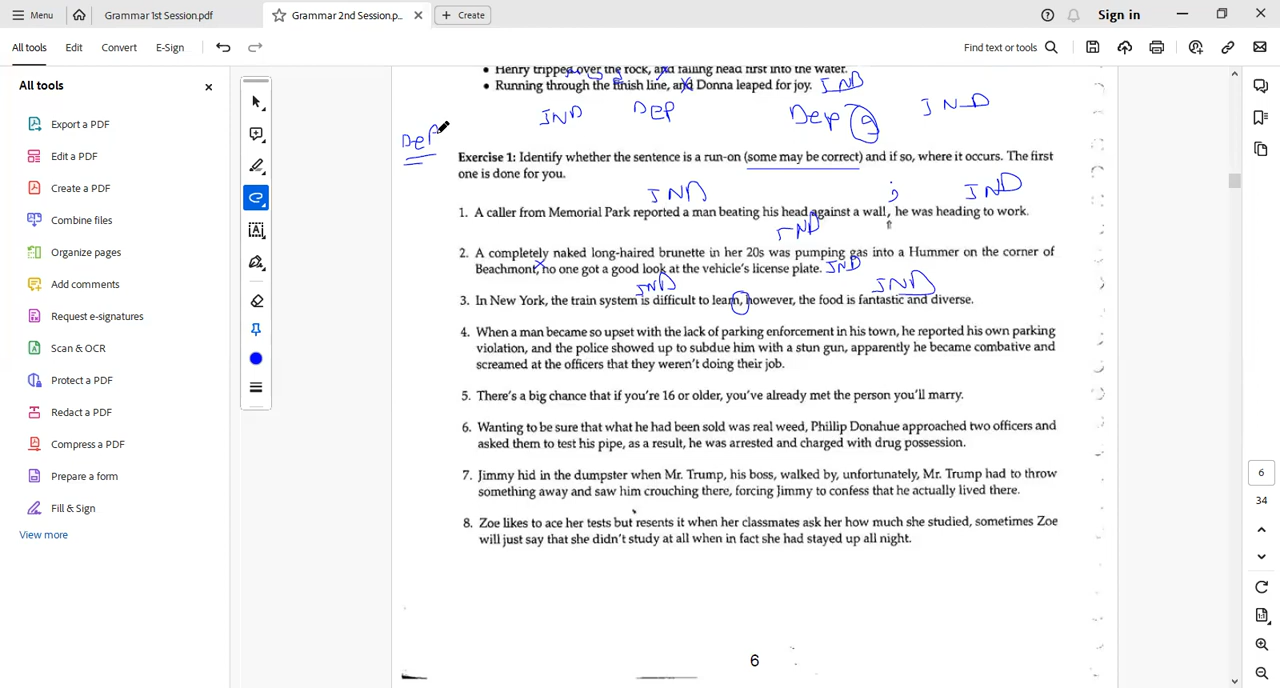 Menu
Grammar 1st Session.pdf
Grammar 2nd Session.p...
Create
Sign in
All tools
Edit
Convert
E-Sign
Find text or tools
All tools
Export a PDF
Edit a PDF
Create a PDF
Combine files
Organize pages
Add comments
Request e-signatures
Scan & OCR
Protect a PDF
Redact a PDF
Compress a PDF
Prepare a form
Fill & Sign
View more
• Henry tripped over the rock, and falling head first into the water.
• Running through the finish line, and Donna leaped for joy. IND
IND DEP Dep , IND
DEP
Exercise 1: Identify whether the sentence is a run-on (some may be correct) and if so, where it occurs. The first
one is done for you.
IND ; IND
1. A caller from Memorial Park reported a man beating his head against a wall, he was heading to work.
IND
2. A completely naked long-haired brunette in her 20s was pumping gas into a Hummer on the corner of
Beachmont, no one got a good look at the vehicle's license plate. IND
IND IND
3. In New York, the train system is difficult to learn, however, the food is fantastic and diverse.
4. When a man became so upset with the lack of parking enforcement in his town, he reported his own parking
violation, and the police showed up to subdue him with a stun gun, apparently he became combative and
screamed at the officers that they weren't doing their job.
5. There's a big chance that if you're 16 or older, you've already met the person you'll marry.
6. Wanting to be sure that what he had been sold was real weed, Phillip Donahue approached two officers and
asked them to test his pipe, as a result, he was arrested and charged with drug possession.
7. Jimmy hid in the dumpster when Mr. Trump, his boss, walked by, unfortunately, Mr. Trump had to throw
something away and saw him crouching there, forcing Jimmy to confess that he actually lived there.
8. Zoe likes to ace her tests but resents it when her classmates ask her how much she studied, sometimes Zoe
will just say that she didn't study at all when in fact she had stayed up all night.
6
6
34